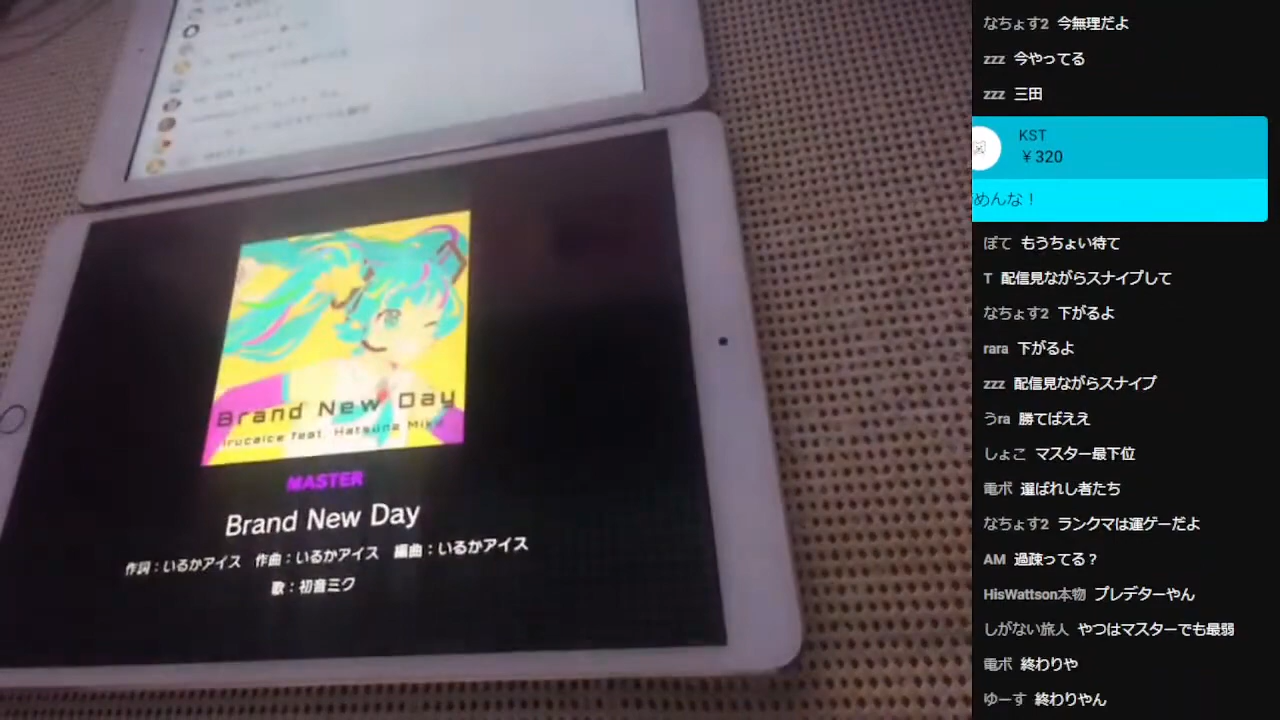 Brand New Day
irucaice feat. Hatsune Miku
MASTER
Brand New Day
作詞：いるかアイス 作曲：いるかアイス 編曲：いるかアイス
歌：初音ミク
なちょす2 今無理だよ
zzz 今やってる
zzz 三田
KST
￥320
めんな！
ぽて もうちょい待て
T 配信見ながらスナイプして
なちょす2 下がるよ
rara 下がるよ
zzz 配信見ながらスナイプ
うra 勝てばええ
しょこ マスター最下位
電ボ 選ばれし者たち
なちょす2 ランクマは運ゲーだよ
AM 過疎ってる？
HisWattson本物 プレデターやん
しがない旅人 やつはマスターでも最弱
電ボ 終わりや
ゆーす 終わりやん